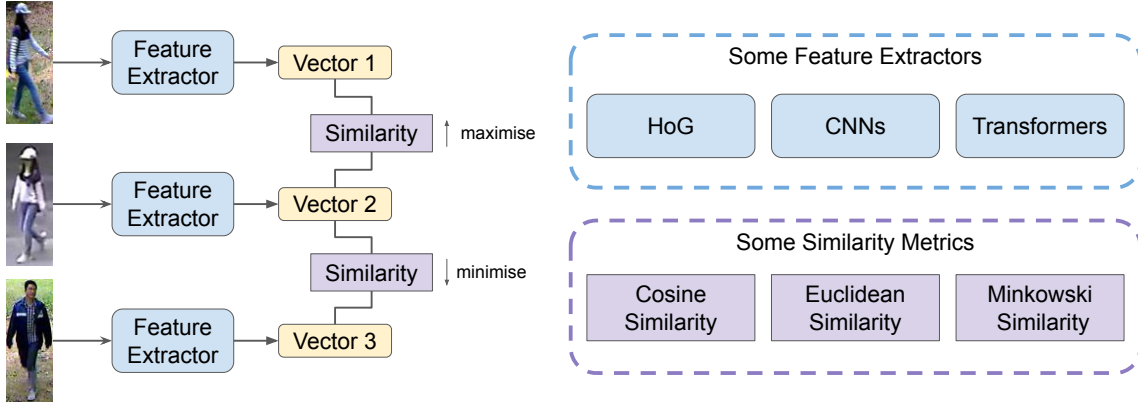 Feature
Extractor
Vector 1
Similarity
maximise
Feature
Extractor
Vector 2
Similarity
minimise
Feature
Extractor
Vector 3
Some Feature Extractors
HoG
CNNs
Transformers
Some Similarity Metrics
Cosine
Similarity
Euclidean
Similarity
Minkowski
Similarity